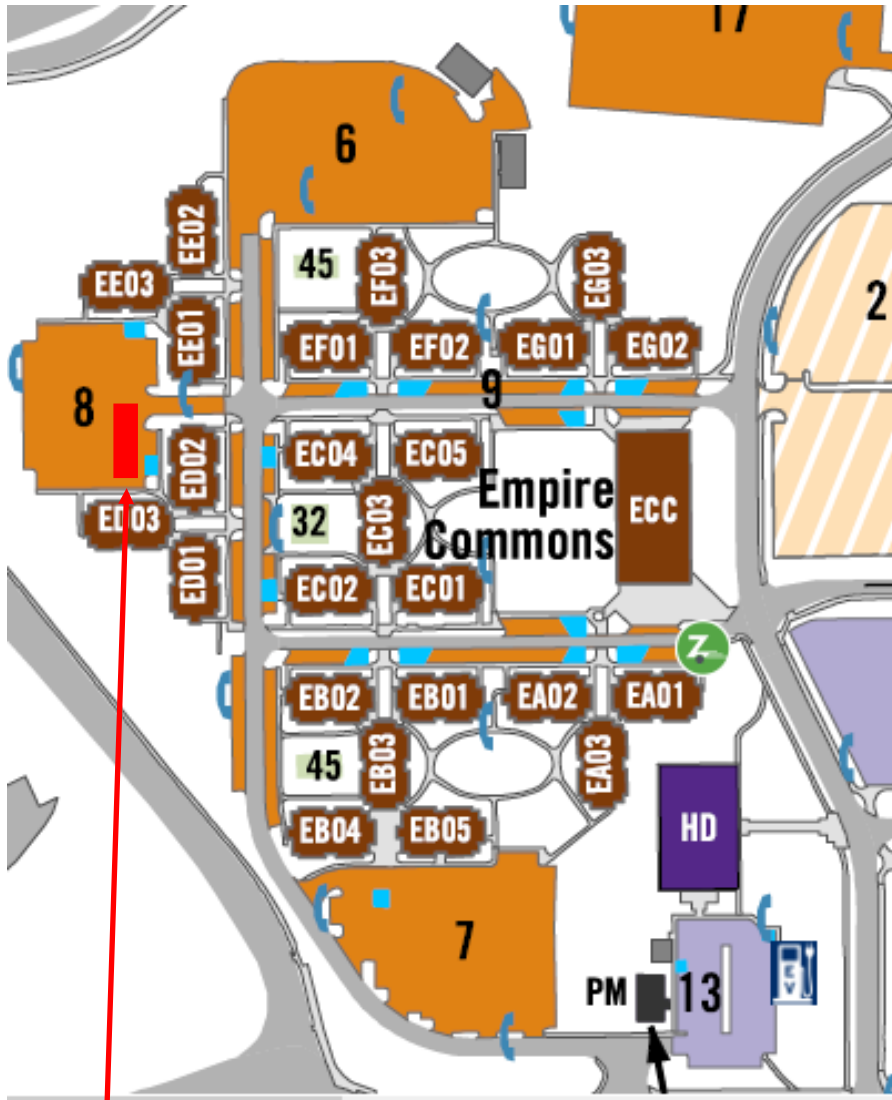 17
6
EE02
45
EF03
EG03
EE03
2
EE01
EF01
EF02
EG01
EG02
9
8
ED02
EC04
EC05
Empire
Commons
ECC
ED03
32
EC03
ED01
EC02
EC01
Z
EB02
EB01
EA02
EA01
45
EB03
EA03
EB04
EB05
HD
7
PM
13
EV